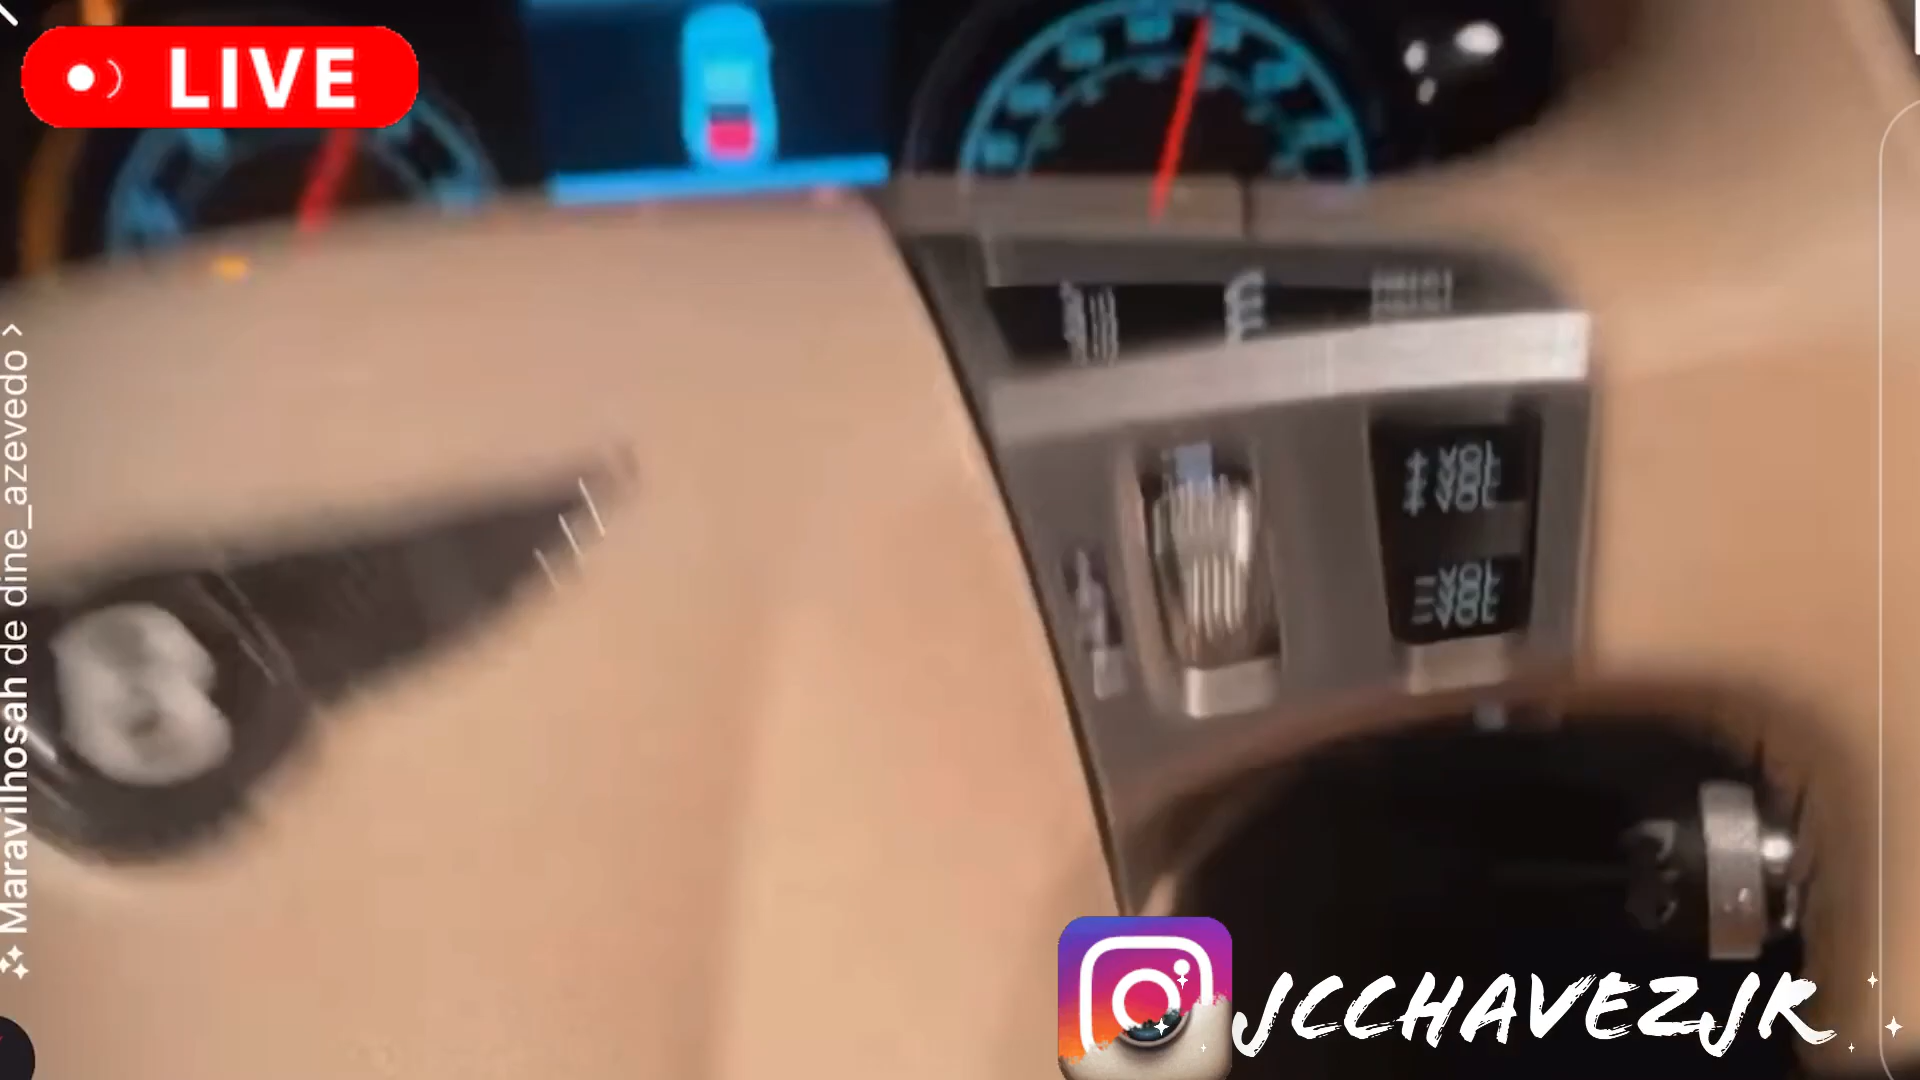 LIVE
✨ Maravilhosah de dine_azevedo >
VOL
VOL
JCCHAVEZJR